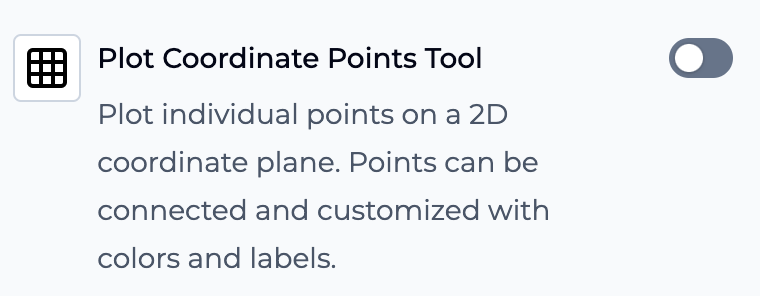 Plot Coordinate Points Tool
Plot individual points on a 2D
coordinate plane. Points can be
connected and customized with
colors and labels.